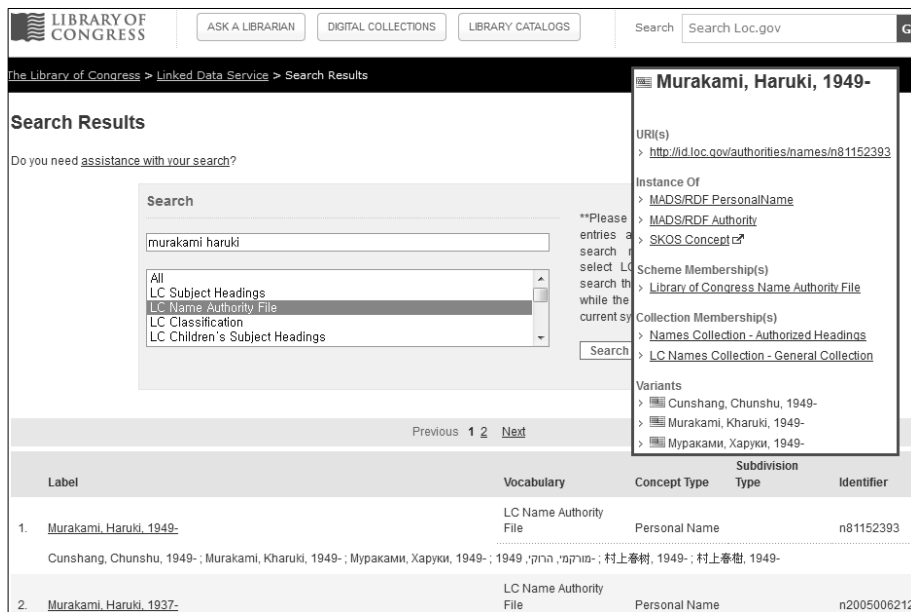 LIBRARY OF
CONGRESS
ASK A LIBRARIAN
DIGITAL COLLECTIONS
LIBRARY CATALOGS
Search
Search Loc.gov
G
The Library of Congress > Linked Data Service > Search Results
Search Results
Do you need assistance with your search?
Search
murakami haruki
All
LC Subject Headings
LC Name Authority File
LC Classification
LC Children's Subject Headings
**Please
entries a
search r
select LC
search th
while the
current sy
Search
Murakami, Haruki, 1949-
URI(s)
> http://id.loc.gov/authorities/names/n81152393
Instance Of
> MADS/RDF PersonalName
> MADS/RDF Authority
> SKOS Concept
Scheme Membership(s)
> Library of Congress Name Authority File
Collection Membership(s)
> Names Collection - Authorized Headings
> LC Names Collection - General Collection
Variants
> Cunshang, Chunshu, 1949-
> Murakami, Kharuki, 1949-
> Мураками, Харуки, 1949-
Previous 1 2 Next
Label Vocabulary Concept Type Subdivision Type Identifier
1. Murakami, Haruki, 1949- LC Name Authority File Personal Name n81152393
Cunshang, Chunshu, 1949- ; Murakami, Kharuki, 1949- ; Мураками, Харуки, 1949- ; מורקמי, הרוקי, 1949- ; 村上春树, 1949- ; 村上春樹, 1949-
2. Murakami, Haruki, 1937- LC Name Authority File Personal Name n2005006212